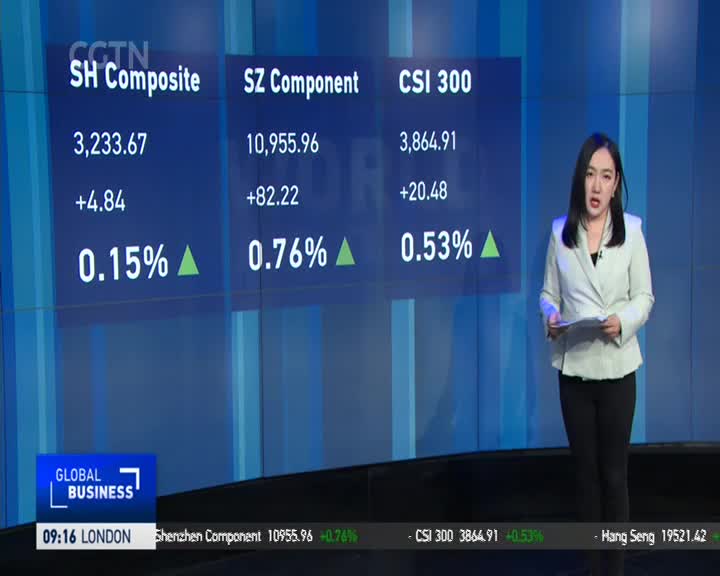 CGTN
SH Composite
3,233.67
+4.84
0.15%
SZ Component
10,955.96
+82.22
0.76%
CSI 300
3,864.91
+20.48
0.53%
WORLD
GLOBAL
BUSINESS
09:16 LONDON
Shenzhen Component 10955.96 +0.76% - CSI 300 3864.91 +0.53% - Hang Seng 19521.42 +